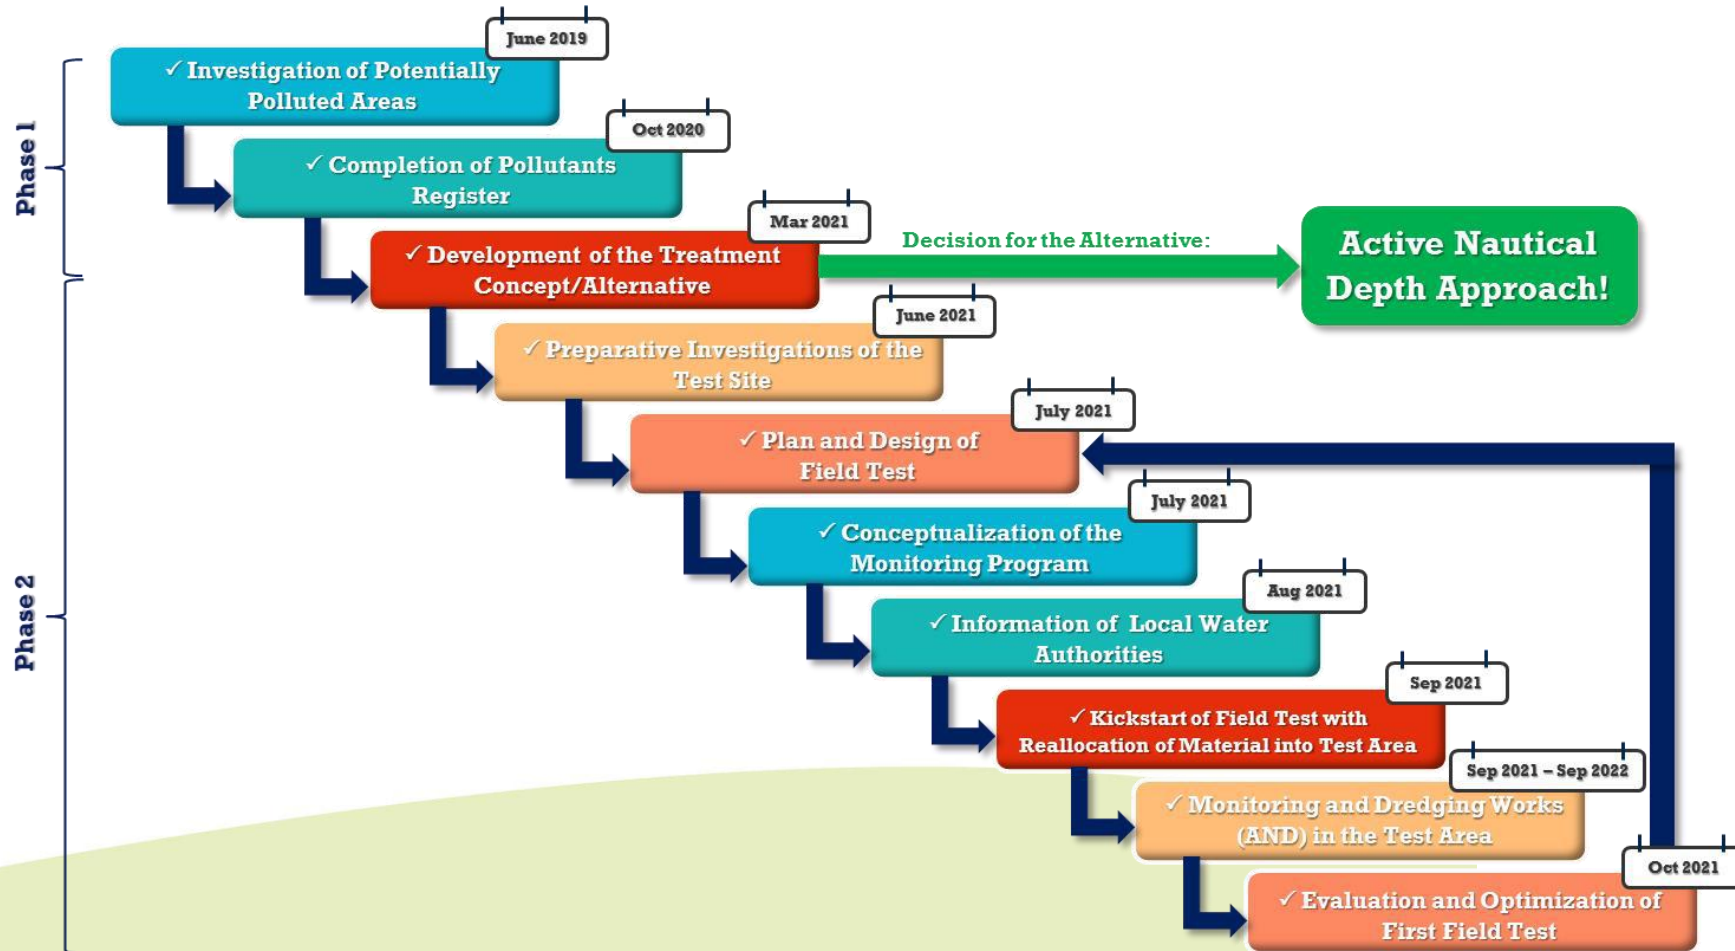 June 2019
✓ Investigation of Potentially
Polluted Areas
Phase 1
Oct 2020
✓ Completion of Pollutants
Register
Mar 2021
✓ Development of the Treatment
Concept/Alternative
Decision for the Alternative:
Active Nautical
Depth Approach!
June 2021
✓ Preparative Investigations of the
Test Site
July 2021
✓ Plan and Design of
Field Test
July 2021
✓ Conceptualization of the
Monitoring Program
Phase 2
Aug 2021
✓ Information of Local Water
Authorities
Sep 2021
✓ Kickstart of Field Test with
Reallocation of Material into Test Area
Sep 2021 – Sep 2022
✓ Monitoring and Dredging Works
(AND) in the Test Area
Oct 2021
✓ Evaluation and Optimization of
First Field Test